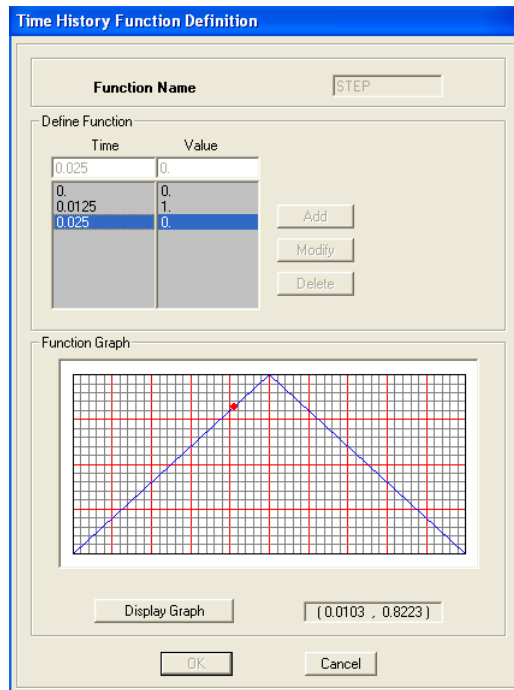 Time History Function Definition
Function Name STEP
Define Function
Time Value
0.025 0.
0. 0.
0.0125 1.
0.025 0.
Add
Modify
Delete
Function Graph
Display Graph (0.0103 , 0.8223)
OK Cancel